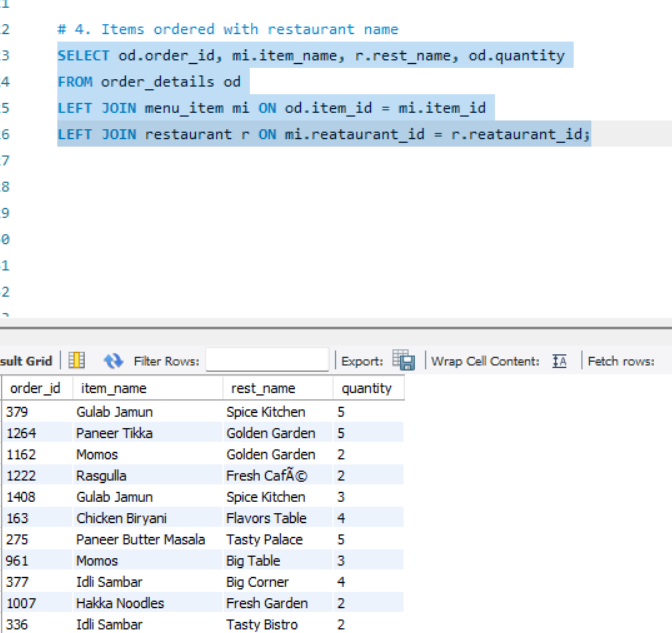 21
22 # 4. Items ordered with restaurant name
3 SELECT od.order_id, mi.item_name, r.rest_name, od.quantity
4 FROM order_details od
5 LEFT JOIN menu_item mi ON od.item_id = mi.item_id
6 LEFT JOIN restaurant r ON mi.reataurant_id = r.reataurant_id;
7
8
9
0
1
2
sult Grid Filter Rows: Export: Wrap Cell Content: Fetch rows:
order_id item_name rest_name quantity
379 Gulab Jamun Spice Kitchen 5
1264 Paneer Tikka Golden Garden 5
1162 Momos Golden Garden 2
1222 Rasgulla Fresh CafÃ© 2
1408 Gulab Jamun Spice Kitchen 3
163 Chicken Biryani Flavors Table 4
275 Paneer Butter Masala Tasty Palace 5
961 Momos Big Table 3
377 Idli Sambar Big Corner 4
1007 Hakka Noodles Fresh Garden 2
336 Idli Sambar Tasty Bistro 2